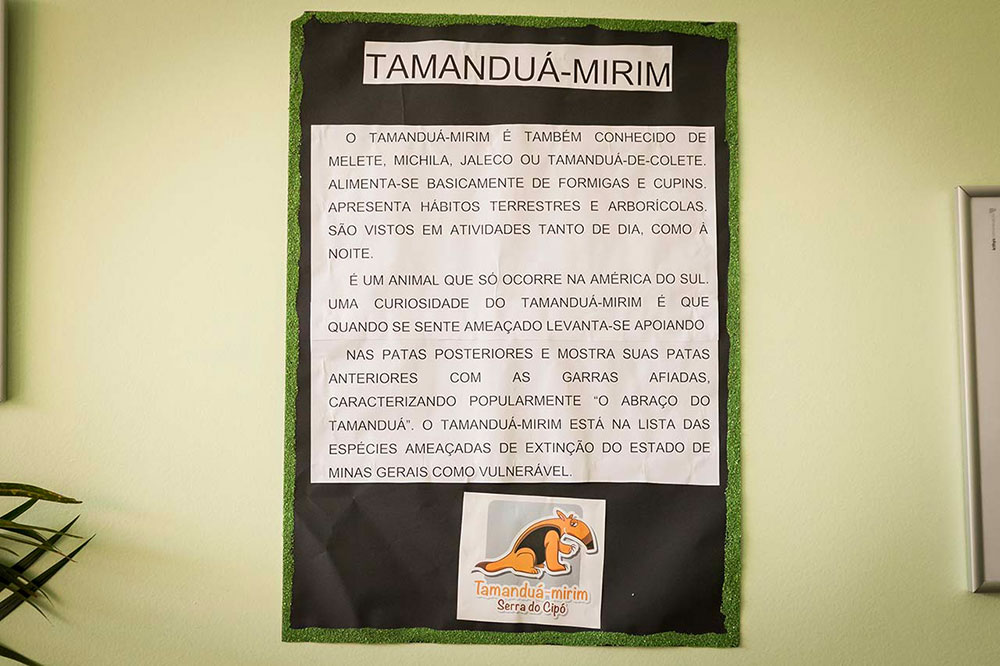 TAMANDUÁ-MIRIM
O TAMANDUÁ-MIRIM É TAMBÉM CONHECIDO DE
MELETE, MICHILA, JALECO OU TAMANDUÁ-DE-COLETE.
ALIMENTA-SE BASICAMENTE DE FORMIGAS E CUPINS.
APRESENTA HÁBITOS TERRESTRES E ARBORÍCOLAS.
SÃO VISTOS EM ATIVIDADES TANTO DE DIA, COMO À
NOITE.
É UM ANIMAL QUE SÓ OCORRE NA AMÉRICA DO SUL.
UMA CURIOSIDADE DO TAMANDUÁ-MIRIM É QUE
QUANDO SE SENTE AMEAÇADO LEVANTA-SE APOIANDO
NAS PATAS POSTERIORES E MOSTRA SUAS PATAS
ANTERIORES COM AS GARRAS AFIADAS,
CARACTERIZANDO POPULARMENTE “O ABRAÇO DO
TAMANDUÁ”. O TAMANDUÁ-MIRIM ESTÁ NA LISTA DAS
ESPÉCIES AMEAÇADAS DE EXTINÇÃO DO ESTADO DE
MINAS GERAIS COMO VULNERÁVEL.
Tamanduá-mirim
Serra do Cipó